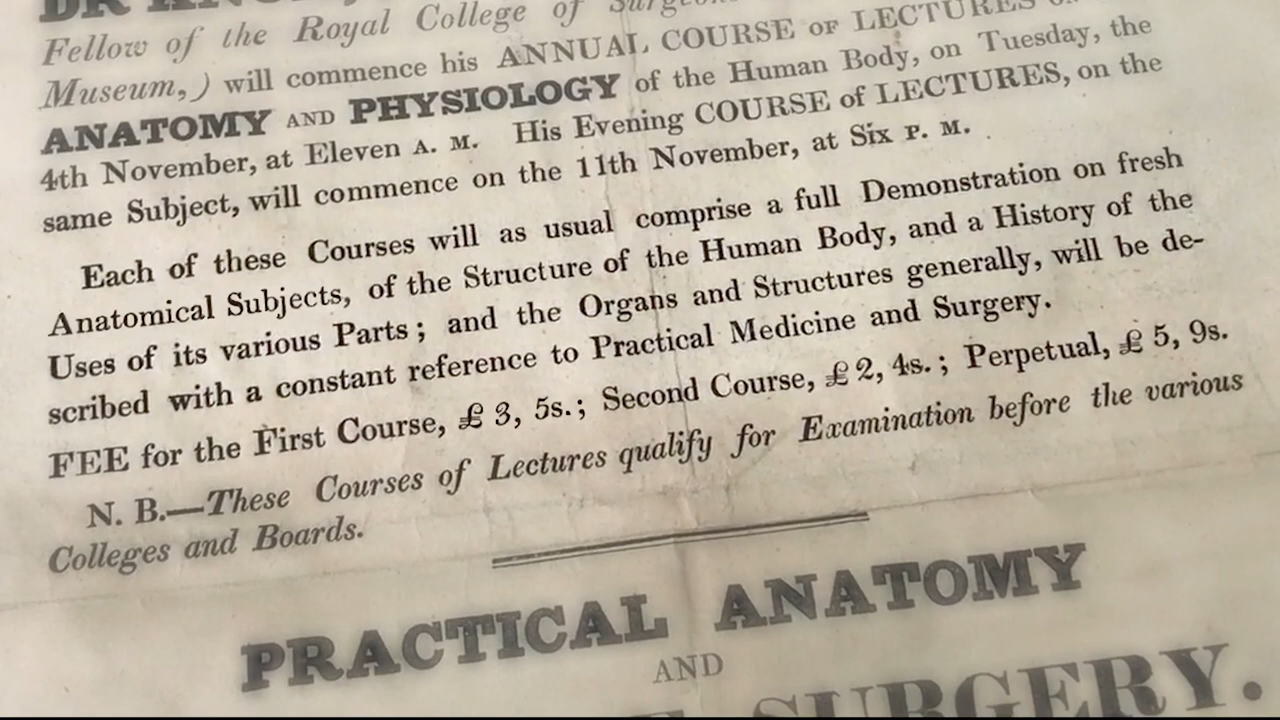 DR KNOX
Fellow of the Royal College of Surgeons
Museum,) will commence his ANNUAL COURSE OF LECTURES
ANATOMY AND PHYSIOLOGY of the Human Body, on Tuesday, the
4th November, at Eleven A. M. His Evening COURSE of LECTURES, on the
same Subject, will commence on the 11th November, at Six P. M.
Each of these Courses will as usual comprise a full Demonstration on fresh
Anatomical Subjects, of the Structure of the Human Body, and a History of the
Uses of its various Parts; and the Organs and Structures generally, will be de-
scribed with a constant reference to Practical Medicine and Surgery.
FEE for the First Course, £ 3, 5s.; Second Course, £ 2, 4s.; Perpetual, £ 5, 9s.
N. B.—These Courses of Lectures qualify for Examination before the various
Colleges and Boards.
PRACTICAL ANATOMY
AND
SURGERY.